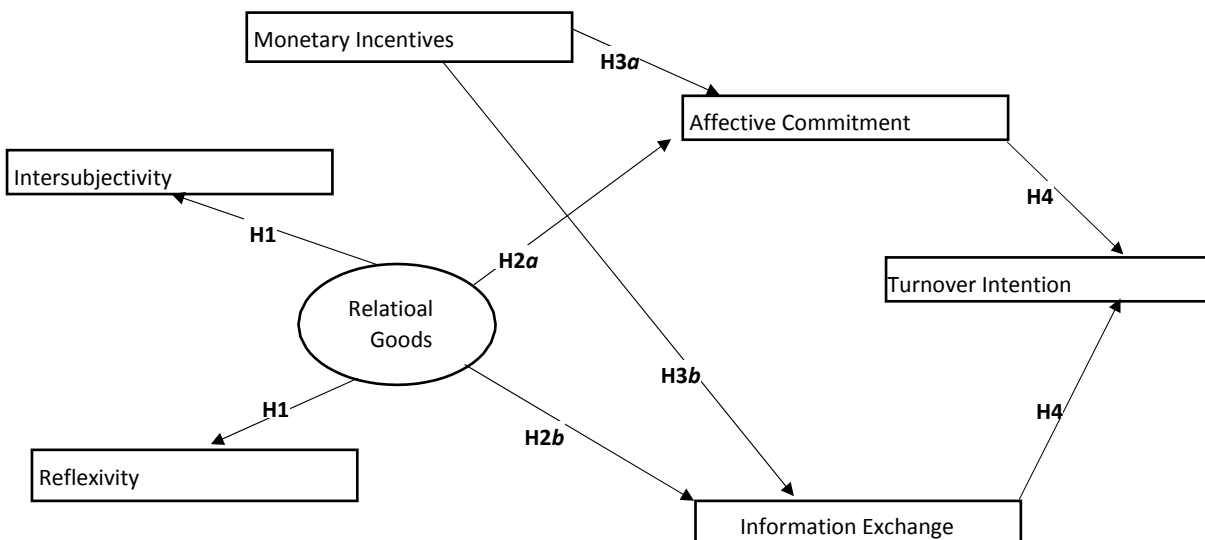 Monetary Incentives
H3a
Affective Commitment
Intersubjectivity
H4
H1
H2a
Turnover Intention
Relatioal
Goods
H3b
H1
H4
H2b
Reflexivity
Information Exchange